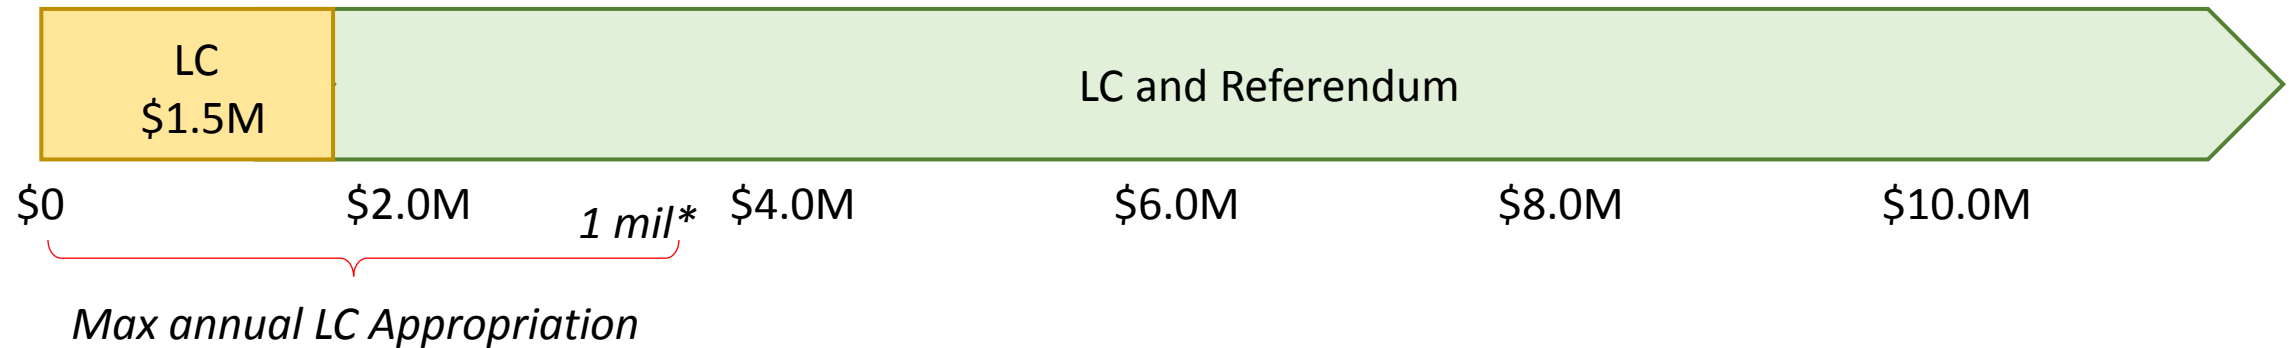 LC
$1.5M
LC and Referendum
$0
$2.0M
1 mil*
$4.0M
$6.0M
$8.0M
$10.0M
Max annual LC Appropriation